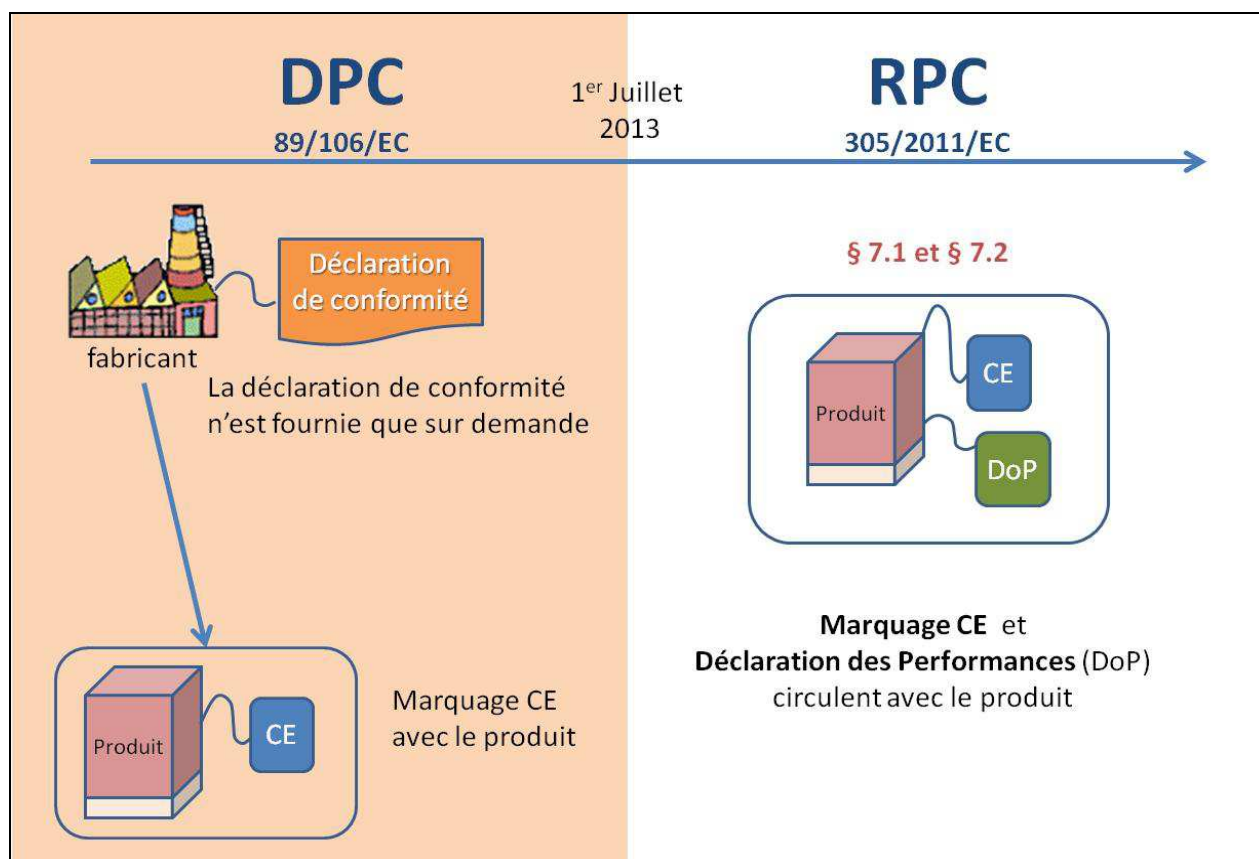 DPC
89/106/EC
1er Juillet
2013
RPC
305/2011/EC
Déclaration
de conformité
fabricant
La déclaration de conformité
n’est fournie que sur demande
Produit
CE
Marquage CE
avec le produit
§ 7.1 et § 7.2
Produit
CE
DoP
Marquage CE et
Déclaration des Performances (DoP)
circulent avec le produit